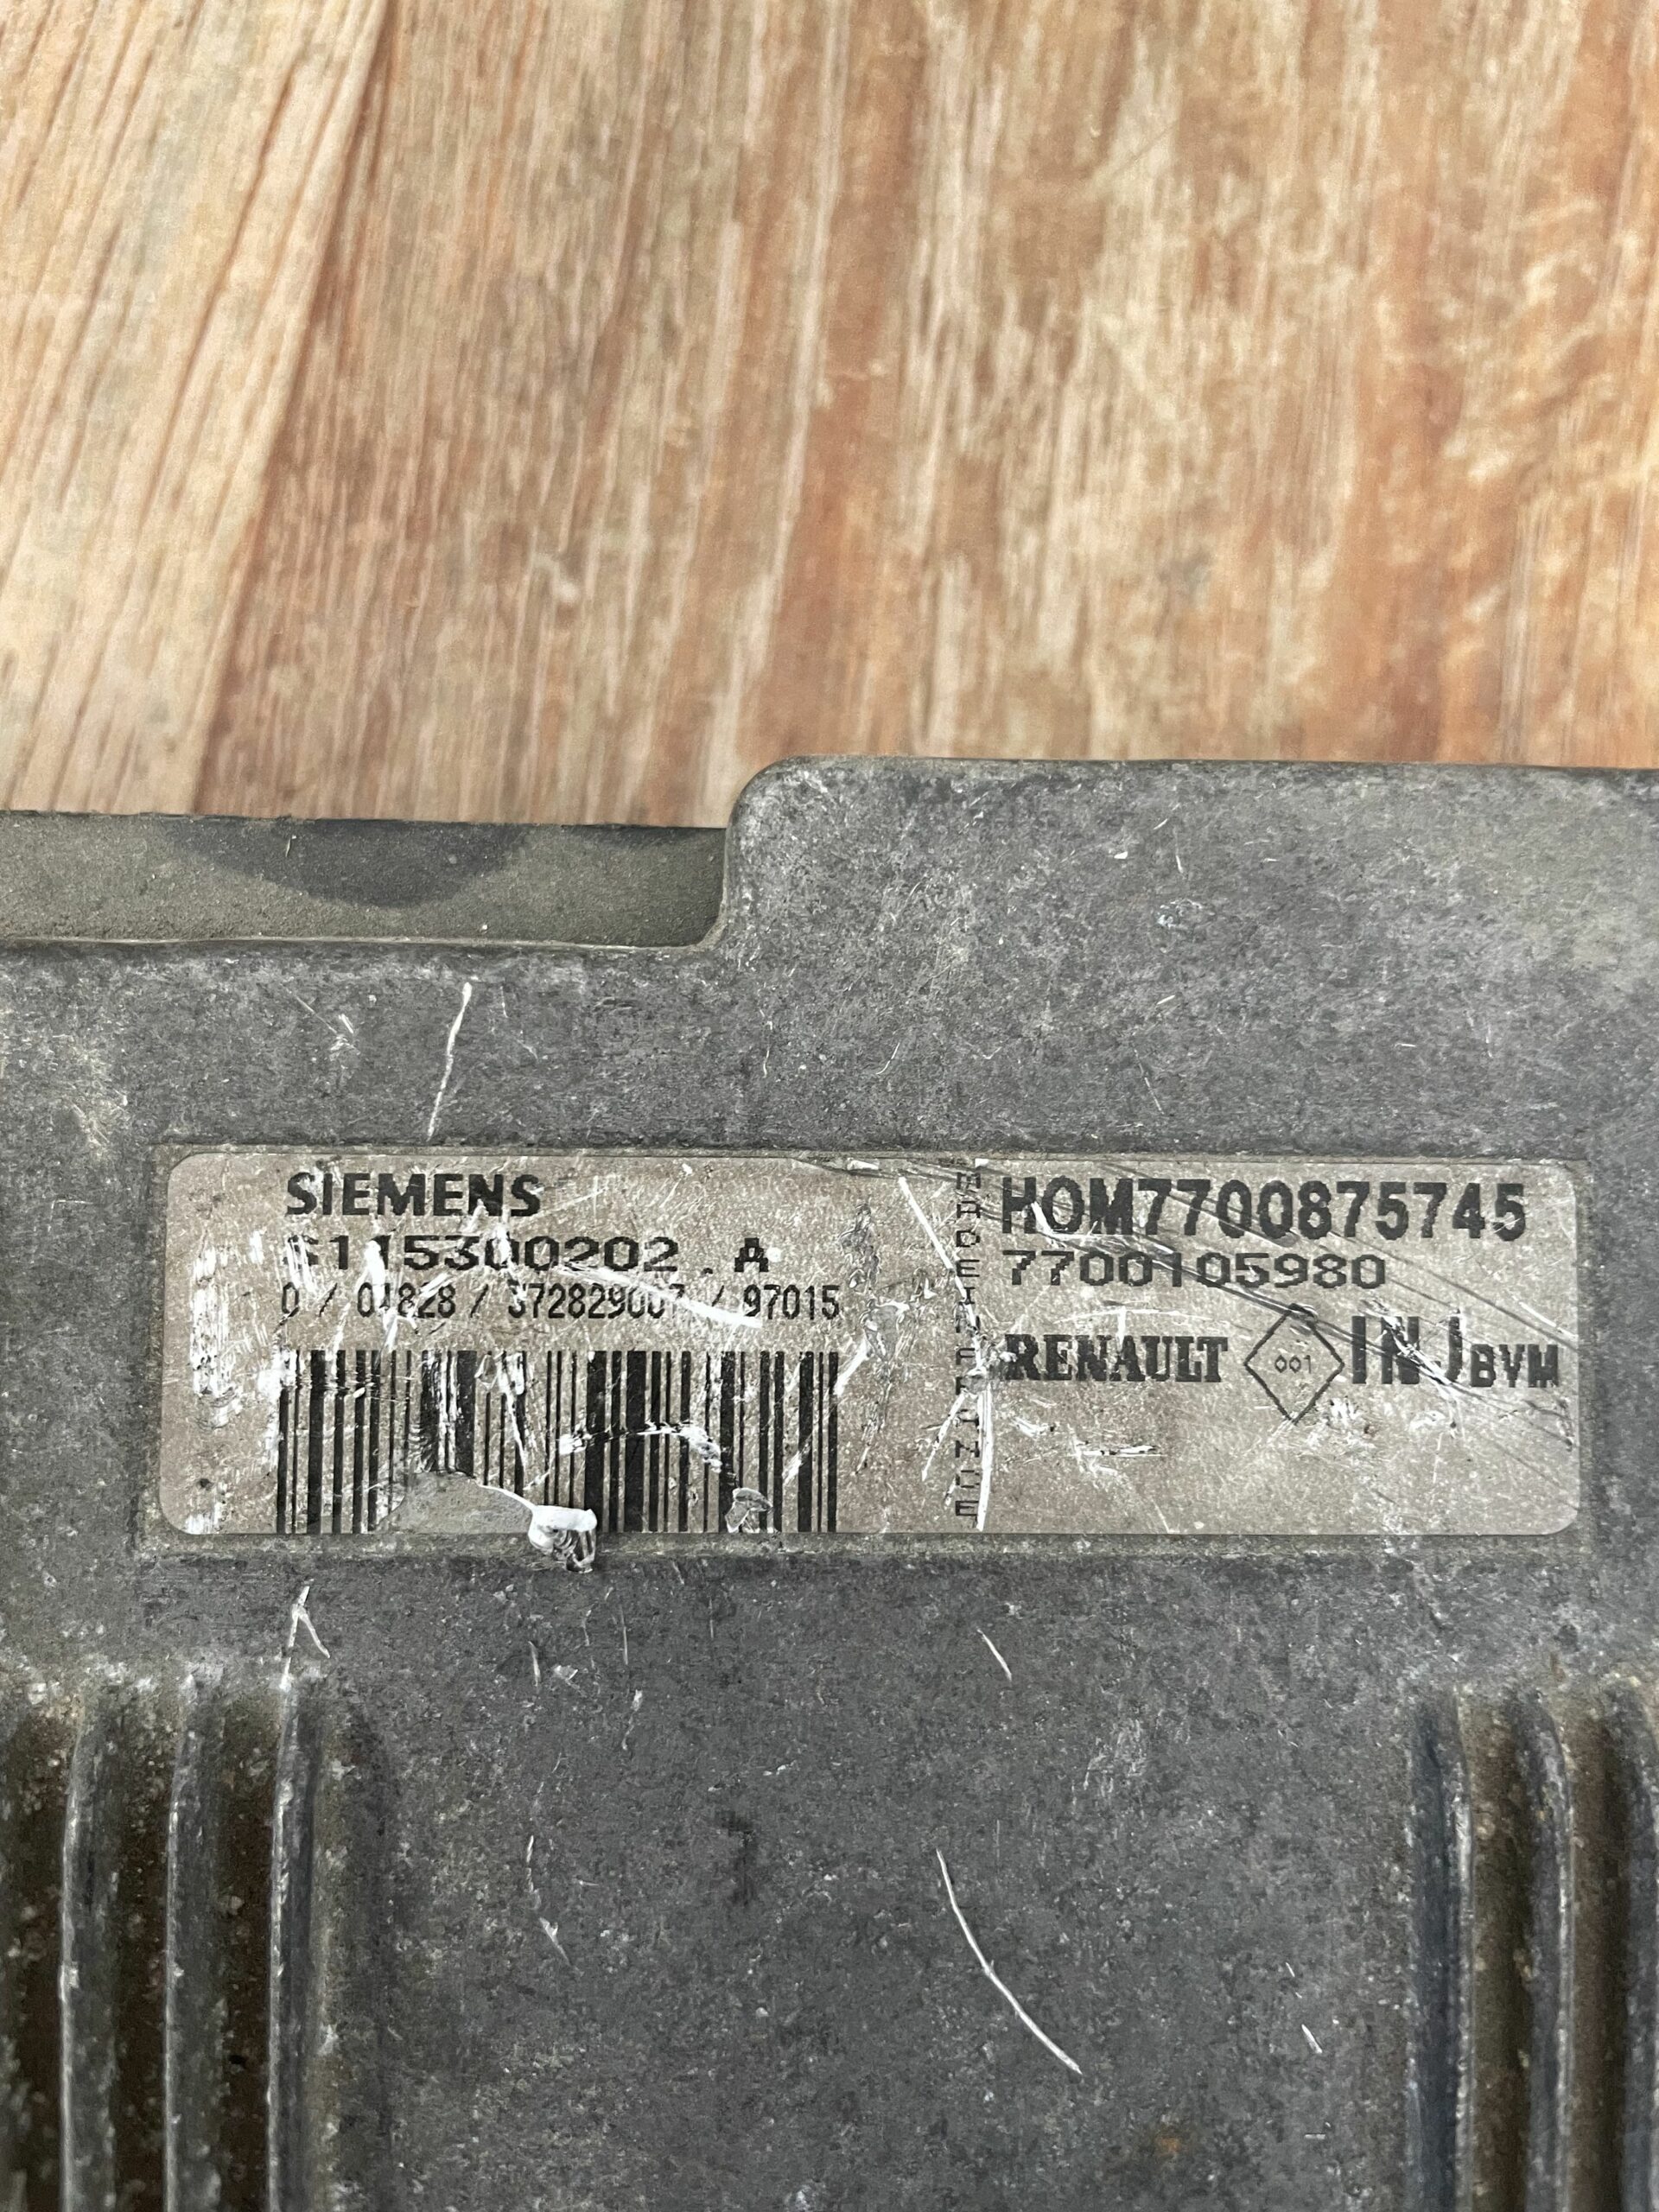 SIEMENS
S115300202.A
0 / 01828 / 372829007 / 97015
MADE IN FRANCE
HOM7700875745
7700105980
RENAULT 001 INJ BVM